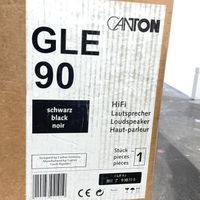 CANTON
GLE
90
schwarz
black
noir
HiFi
Lautsprecher
Loudspeaker
Haut-parleur
Stück
pieces
pièces
1